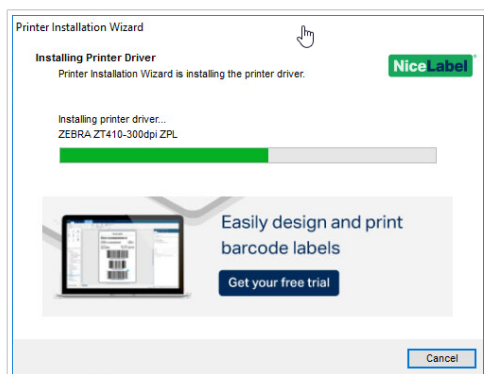 Printer Installation Wizard
Installing Printer Driver
Printer Installation Wizard is installing the printer driver.
NiceLabel
Installing printer driver...
ZEBRA ZT410-300dpi ZPL
Easily design and print
barcode labels
Get your free trial
Cancel